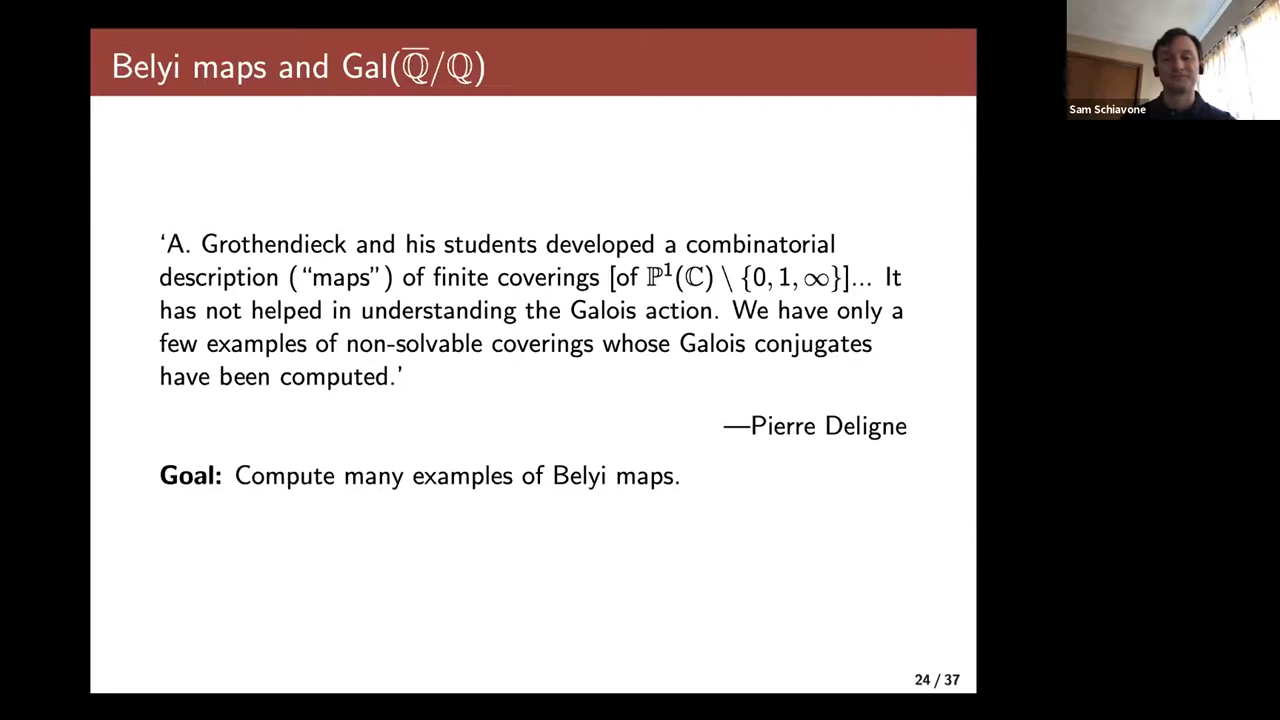 Belyi maps and Gal(ℚ̅/ℚ)
Sam Schiavone
‘A. Grothendieck and his students developed a combinatorial
description (“maps”) of finite coverings [of ℙ¹(ℂ) \ {0, 1, ∞}]... It
has not helped in understanding the Galois action. We have only a
few examples of non-solvable coverings whose Galois conjugates
have been computed.’
—Pierre Deligne
Goal: Compute many examples of Belyi maps.
24 / 37